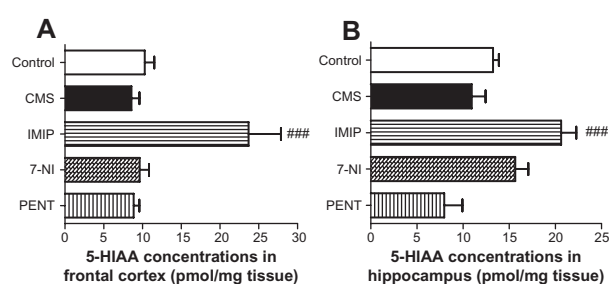 A
Control
CMS
IMIP
###
7-NI
PENT
0 5 10 15 20 25 30
5-HIAA concentrations in
frontal cortex (pmol/mg tissue)
B
Control
CMS
IMIP
###
7-NI
PENT
0 5 10 15 20 25
5-HIAA concentrations in
hippocampus (pmol/mg tissue)